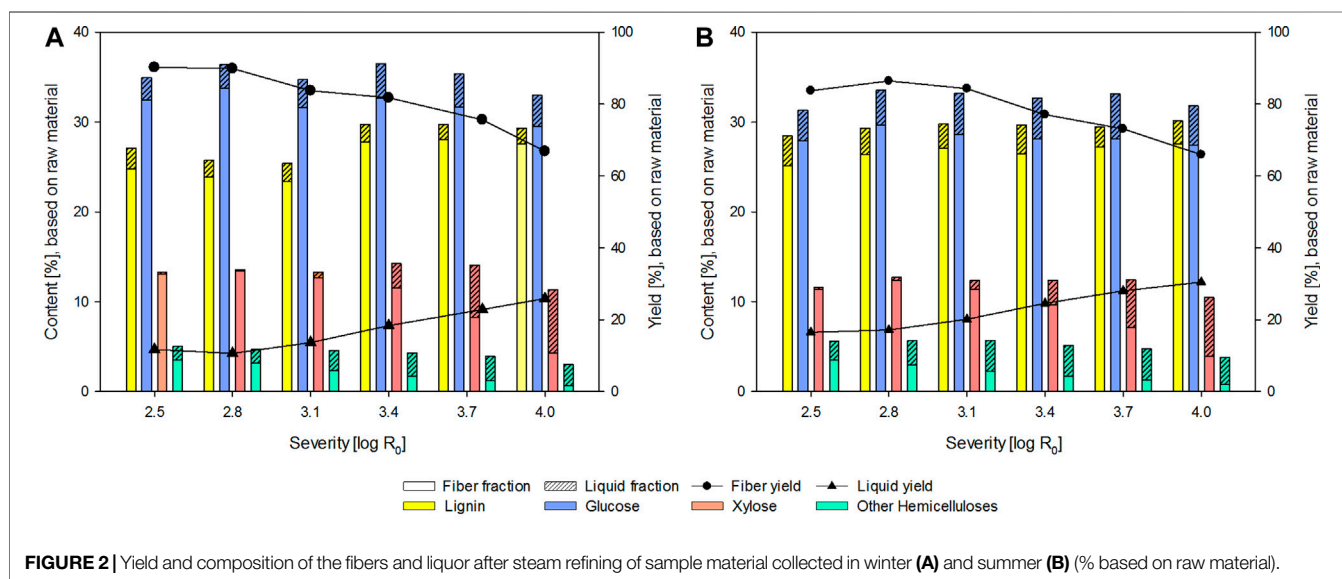 A
B
40
30
20
10
0
Content [%], based on raw material
100
80
60
40
20
0
Yield [%], based on raw material
2.5 2.8 3.1 3.4 3.7 4.0
Severity [log R0]
40
30
20
10
0
Content [%], based on raw material
100
80
60
40
20
0
Yield [%], based on raw material
2.5 2.8 3.1 3.4 3.7 4.0
Severity [log R0]
Fiber fraction Liquid fraction Fiber yield Liquid yield
Lignin Glucose Xylose Other Hemicelluloses
FIGURE 2 | Yield and composition of the fibers and liquor after steam refining of sample material collected in winter (A) and summer (B) (% based on raw material).